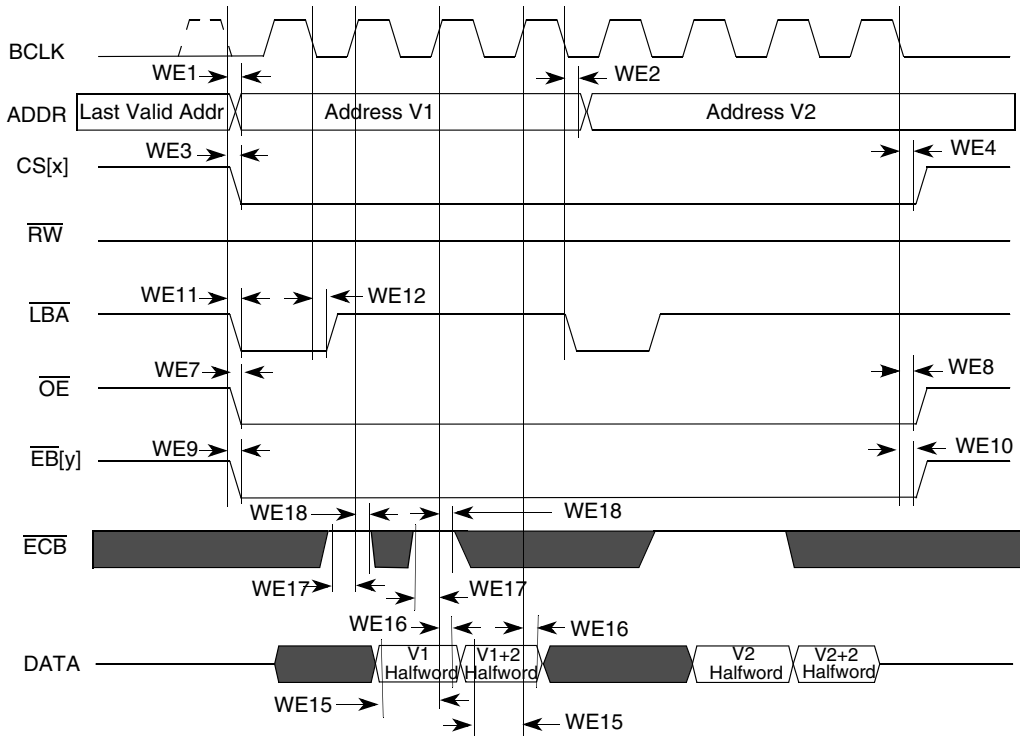 BCLK
WE1
WE2
ADDR
Last Valid Addr
Address V1
Address V2
WE3
WE4
CS[x]
RW
WE11
WE12
LBA
WE7
WE8
OE
WE9
WE10
EB[y]
WE18
WE18
ECB
WE17
WE17
WE16
WE16
DATA
V1
Halfword
V1+2
Halfword
V2
Halfword
V2+2
Halfword
WE15
WE15